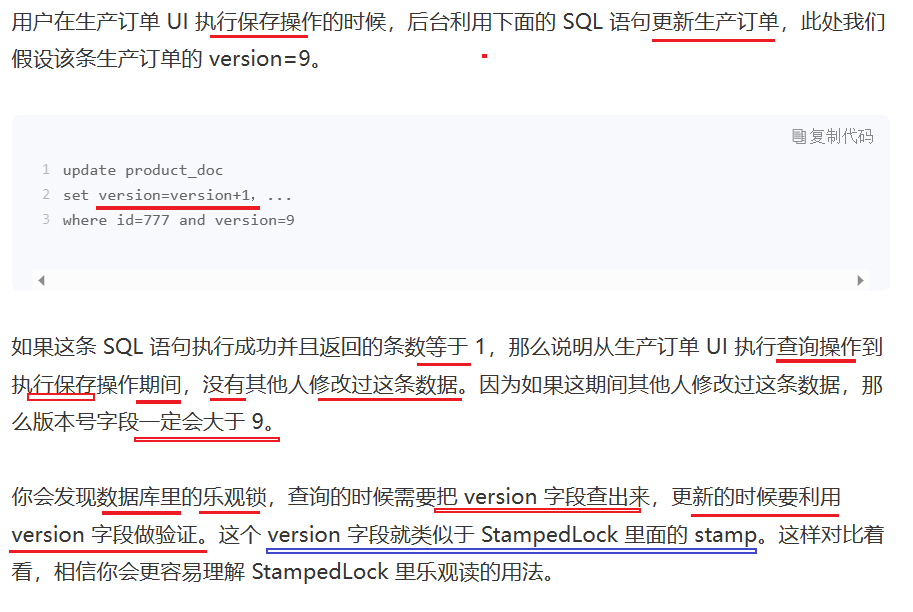 用户在生产订单 UI 执行保存操作的时候，后台利用下面的 SQL 语句更新生产订单，此处我们
假设该条生产订单的 version=9。
复制代码
1 update product_doc
2 set version=version+1，...
3 where id=777 and version=9
如果这条 SQL 语句执行成功并且返回的条数等于 1，那么说明从生产订单 UI 执行查询操作到
执行保存操作期间，没有其他人修改过这条数据。因为如果这期间其他人修改过这条数据，那
么版本号字段一定会大于 9。
你会发现数据库里的乐观锁，查询的时候需要把 version 字段查出来，更新的时候要利用
version 字段做验证。这个 version 字段就类似于 StampedLock 里面的 stamp。这样对比着
看，相信你会更容易理解 StampedLock 里乐观读的用法。